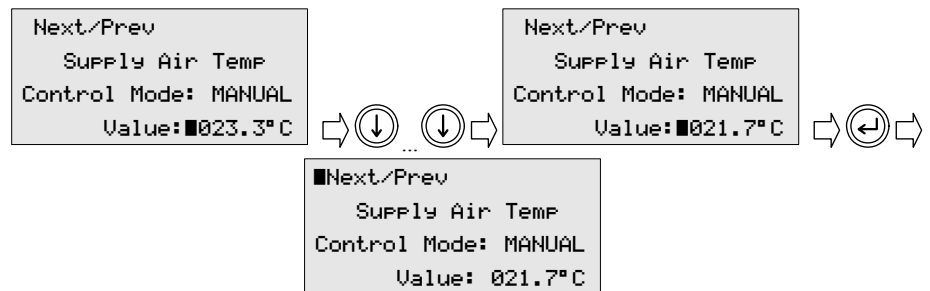 Next/Prev
Supply Air Temp
Control Mode: MANUAL
Value:■023.3°C
...
Next/Prev
Supply Air Temp
Control Mode: MANUAL
Value:■021.7°C
■Next/Prev
Supply Air Temp
Control Mode: MANUAL
Value: 021.7°C